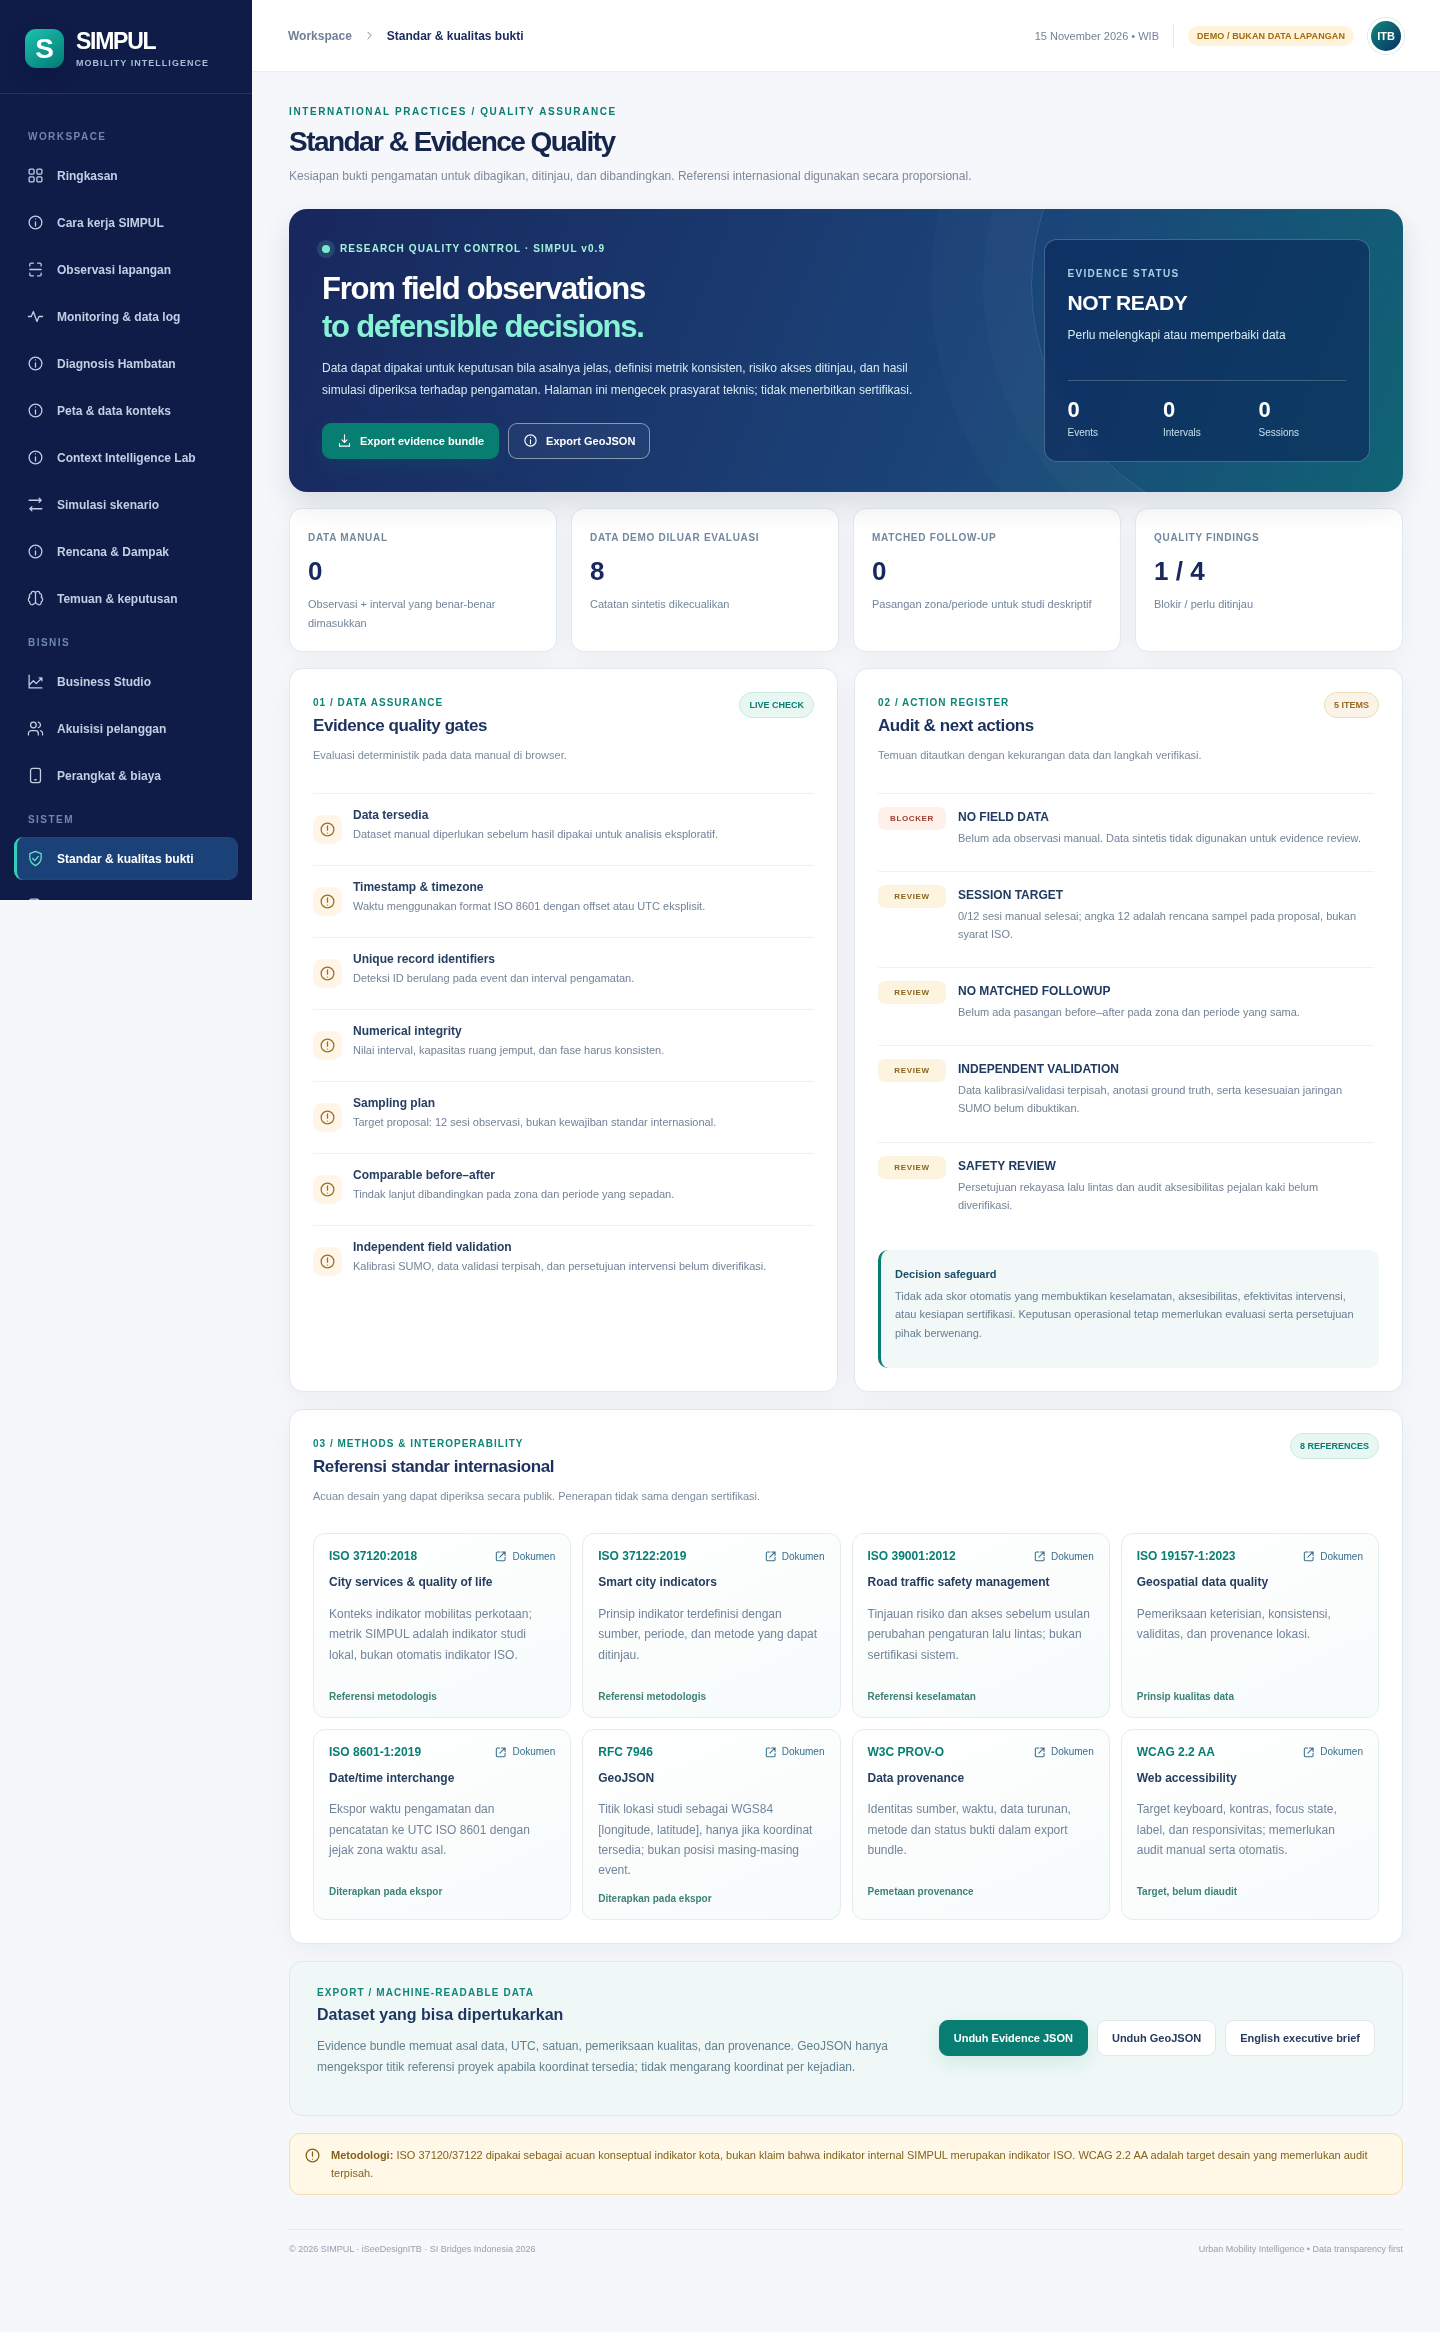 S
SIMPUL
MOBILITY INTELLIGENCE
WORKSPACE
Ringkasan
Cara kerja SIMPUL
Observasi lapangan
Monitoring & data log
Diagnosis Hambatan
Peta & data konteks
Context Intelligence Lab
Simulasi skenario
Rencana & Dampak
Temuan & keputusan
BISNIS
Business Studio
Akuisisi pelanggan
Perangkat & biaya
SISTEM
Standar & kualitas bukti
Workspace
Standar & kualitas bukti
15 November 2026 • WIB
DEMO / BUKAN DATA LAPANGAN
ITB
INTERNATIONAL PRACTICES / QUALITY ASSURANCE
Standar & Evidence Quality
Kesiapan bukti pengamatan untuk dibagikan, ditinjau, dan dibandingkan. Referensi internasional digunakan secara proporsional.
RESEARCH QUALITY CONTROL · SIMPUL v0.9
From field observations
to defensible decisions.
Data dapat dipakai untuk keputusan bila asalnya jelas, definisi metrik konsisten, risiko akses ditinjau, dan hasil
simulasi diperiksa terhadap pengamatan. Halaman ini mengecek prasyarat teknis; tidak menerbitkan sertifikasi.
Export evidence bundle
Export GeoJSON
EVIDENCE STATUS
NOT READY
Perlu melengkapi atau memperbaiki data
0
Events
0
Intervals
0
Sessions
DATA MANUAL
0
Observasi + interval yang benar-benar
dimasukkan
DATA DEMO DILUAR EVALUASI
8
Catatan sintetis dikecualikan
MATCHED FOLLOW-UP
0
Pasangan zona/periode untuk studi deskriptif
QUALITY FINDINGS
1 / 4
Blokir / perlu ditinjau
01 / DATA ASSURANCE
Evidence quality gates
LIVE CHECK
Evaluasi deterministik pada data manual di browser.
Data tersedia
Dataset manual diperlukan sebelum hasil dipakai untuk analisis eksploratif.
Timestamp & timezone
Waktu menggunakan format ISO 8601 dengan offset atau UTC eksplisit.
Unique record identifiers
Deteksi ID berulang pada event dan interval pengamatan.
Numerical integrity
Nilai interval, kapasitas ruang jemput, dan fase harus konsisten.
Sampling plan
Target proposal: 12 sesi observasi, bukan kewajiban standar internasional.
Comparable before–after
Tindak lanjut dibandingkan pada zona dan periode yang sepadan.
Independent field validation
Kalibrasi SUMO, data validasi terpisah, dan persetujuan intervensi belum diverifikasi.
02 / ACTION REGISTER
Audit & next actions
5 ITEMS
Temuan ditautkan dengan kekurangan data dan langkah verifikasi.
BLOCKER
NO FIELD DATA
Belum ada observasi manual. Data sintetis tidak digunakan untuk evidence review.
REVIEW
SESSION TARGET
0/12 sesi manual selesai; angka 12 adalah rencana sampel pada proposal, bukan
syarat ISO.
REVIEW
NO MATCHED FOLLOWUP
Belum ada pasangan before–after pada zona dan periode yang sama.
REVIEW
INDEPENDENT VALIDATION
Data kalibrasi/validasi terpisah, anotasi ground truth, serta kesesuaian jaringan
SUMO belum dibuktikan.
REVIEW
SAFETY REVIEW
Persetujuan rekayasa lalu lintas dan audit aksesibilitas pejalan kaki belum
diverifikasi.
Decision safeguard
Tidak ada skor otomatis yang membuktikan keselamatan, aksesibilitas, efektivitas intervensi,
atau kesiapan sertifikasi. Keputusan operasional tetap memerlukan evaluasi serta persetujuan
pihak berwenang.
03 / METHODS & INTEROPERABILITY
Referensi standar internasional
8 REFERENCES
Acuan desain yang dapat diperiksa secara publik. Penerapan tidak sama dengan sertifikasi.
ISO 37120:2018
Dokumen
City services & quality of life
Konteks indikator mobilitas perkotaan;
metrik SIMPUL adalah indikator studi
lokal, bukan otomatis indikator ISO.
Referensi metodologis
ISO 37122:2019
Dokumen
Smart city indicators
Prinsip indikator terdefinisi dengan
sumber, periode, dan metode yang dapat
ditinjau.
Referensi metodologis
ISO 39001:2012
Dokumen
Road traffic safety management
Tinjauan risiko dan akses sebelum usulan
perubahan pengaturan lalu lintas; bukan
sertifikasi sistem.
Referensi keselamatan
ISO 19157-1:2023
Dokumen
Geospatial data quality
Pemeriksaan keterisian, konsistensi,
validitas, dan provenance lokasi.
Prinsip kualitas data
ISO 8601-1:2019
Dokumen
Date/time interchange
Ekspor waktu pengamatan dan
pencatatan ke UTC ISO 8601 dengan
jejak zona waktu asal.
Diterapkan pada ekspor
RFC 7946
Dokumen
GeoJSON
Titik lokasi studi sebagai WGS84
[longitude, latitude], hanya jika koordinat
tersedia; bukan posisi masing-masing
event.
Diterapkan pada ekspor
W3C PROV-O
Dokumen
Data provenance
Identitas sumber, waktu, data turunan,
metode dan status bukti dalam export
bundle.
Pemetaan provenance
WCAG 2.2 AA
Dokumen
Web accessibility
Target keyboard, kontras, focus state,
label, dan responsivitas; memerlukan
audit manual serta otomatis.
Target, belum diaudit
EXPORT / MACHINE-READABLE DATA
Dataset yang bisa dipertukarkan
Evidence bundle memuat asal data, UTC, satuan, pemeriksaan kualitas, dan provenance. GeoJSON hanya
mengekspor titik referensi proyek apabila koordinat tersedia; tidak mengarang koordinat per kejadian.
Unduh Evidence JSON
Unduh GeoJSON
English executive brief
Metodologi: ISO 37120/37122 dipakai sebagai acuan konseptual indikator kota, bukan klaim bahwa indikator internal SIMPUL merupakan indikator ISO. WCAG 2.2 AA adalah target desain yang memerlukan audit
terpisah.
© 2026 SIMPUL · iSeeDesignITB · SI Bridges Indonesia 2026
Urban Mobility Intelligence • Data transparency first